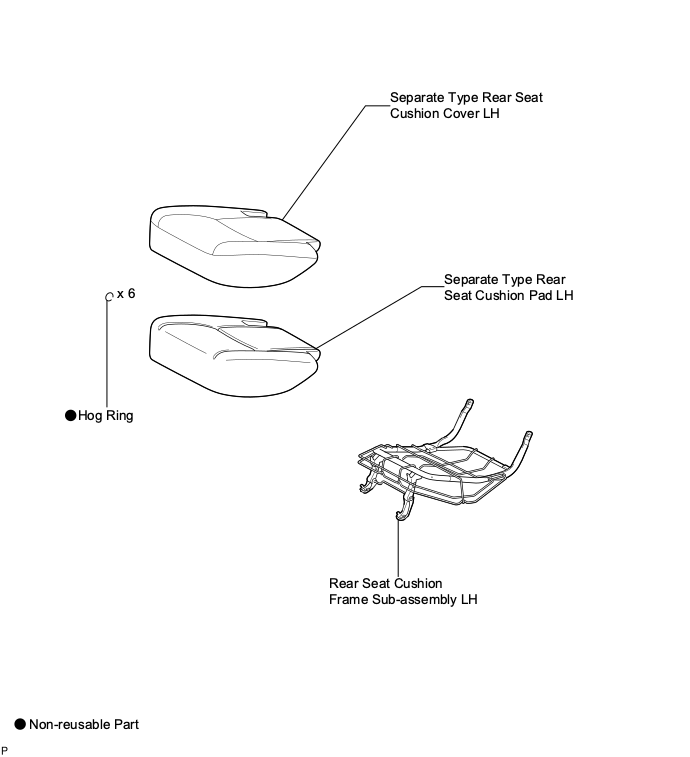 Separate Type Rear Seat
Cushion Cover LH
Separate Type Rear
Seat Cushion Pad LH
x 6
●Hog Ring
Rear Seat Cushion
Frame Sub-assembly LH
● Non-reusable Part
P